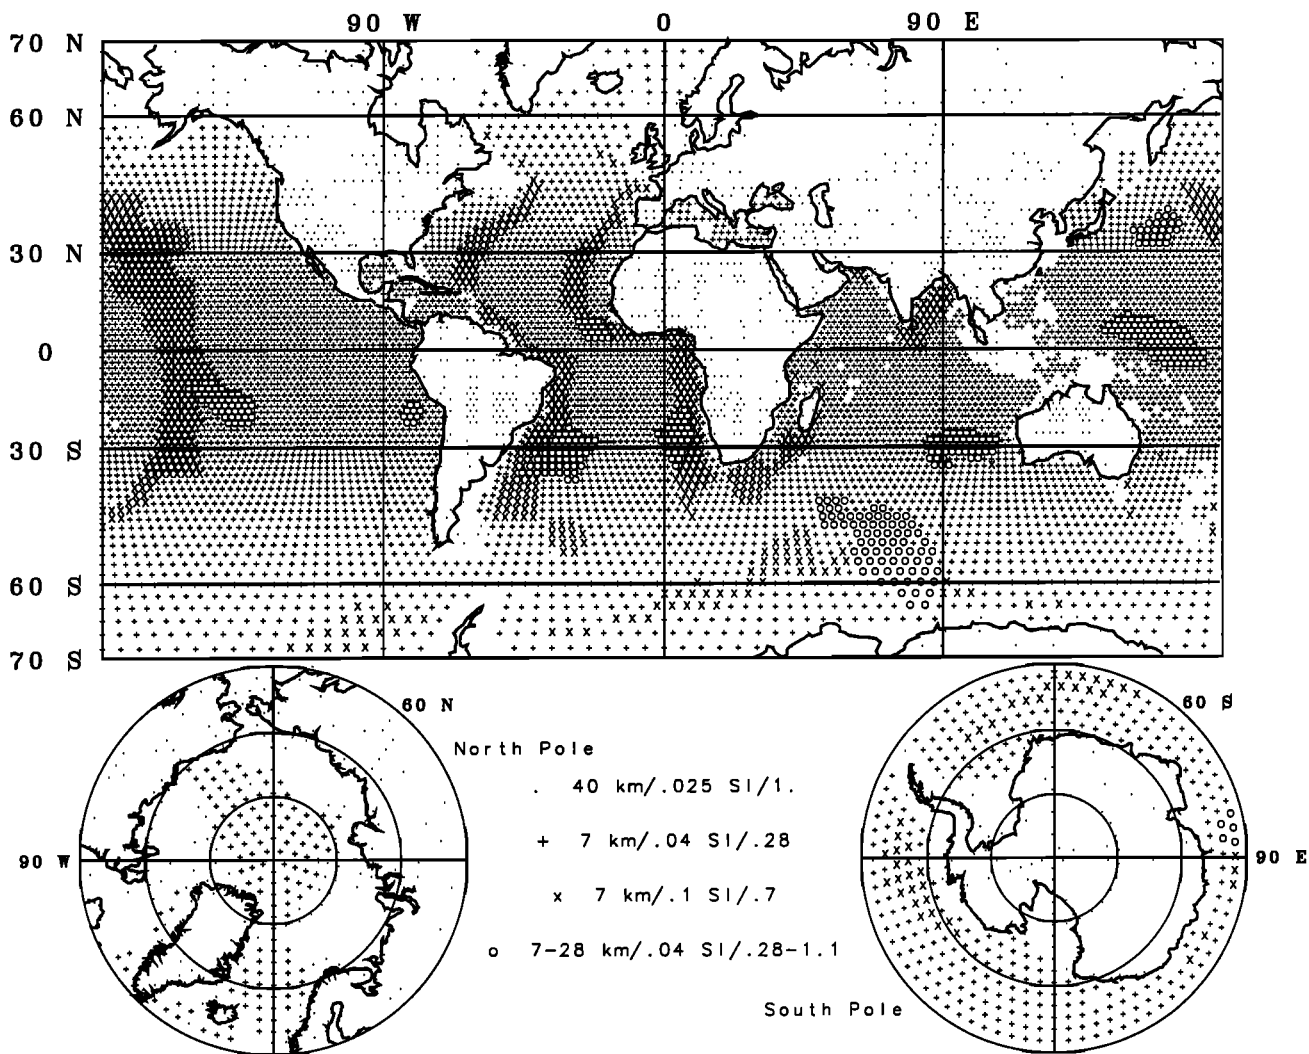 90 W 0 90 E
70 N
60 N
30 N
0
30 S
60 S
70 S
60 N
60 S
North Pole
. 40 km/.025 SI/1.
+ 7 km/.04 SI/.28
90 W
90 E
x 7 km/.1 SI/.7
o 7-28 km/.04 SI/.28-1.1
South Pole